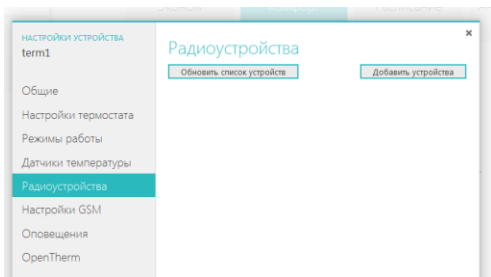 НАСТРОЙКИ УСТРОЙСТВА
term1
Общие
Настройки термостата
Режимы работы
Датчики температуры
Радиоустройства
Настройки GSM
Оповещения
OpenTherm
Радиоустройства
Обновить список устройств
Добавить устройства